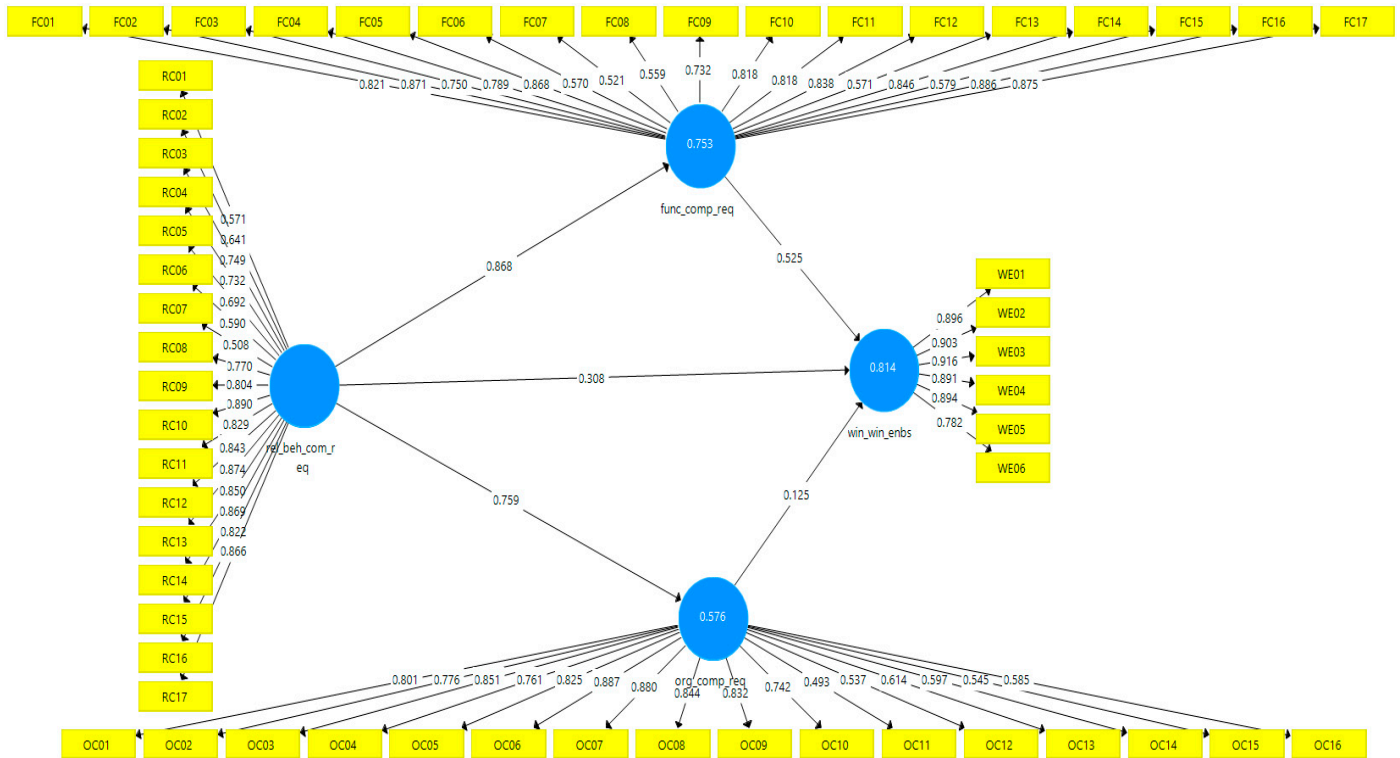 FC01 FC02 FC03 FC04 FC05 FC06 FC07 FC08 FC09 FC10 FC11 FC12 FC13 FC14 FC15 FC16 FC17
0.821 0.871 0.750 0.789 0.868 0.570 0.521 0.559 0.732 0.818 0.818 0.838 0.571 0.846 0.579 0.886 0.875
0.753
func_comp_req
RC01
RC02
RC03
RC04
RC05
RC06
RC07
RC08
RC09
RC10
RC11
RC12
RC13
RC14
RC15
RC16
RC17
0.571
0.641
0.749
0.732
0.692
0.590
0.508
0.770
0.804
0.890
0.829
0.843
0.874
0.850
0.869
0.822
0.866
rel_beh_com_r
eq
0.868
0.525
0.308
0.759
0.125
0.814
win_win_enbs
0.896
0.903
0.916
0.891
0.894
0.782
WE01
WE02
WE03
WE04
WE05
WE06
0.576
org_comp_req
0.801 0.776 0.851 0.761 0.825 0.887 0.880 0.844 0.832 0.742 0.493 0.537 0.614 0.597 0.545 0.585
OC01 OC02 OC03 OC04 OC05 OC06 OC07 OC08 OC09 OC10 OC11 OC12 OC13 OC14 OC15 OC16